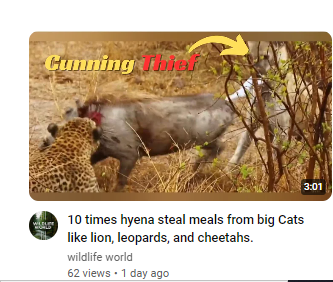 Cunning Thief
3:01
WILDLIFE
WORLD
10 times hyena steal meals from big Cats
like lion, leopards, and cheetahs.
wildlife world
62 views • 1 day ago